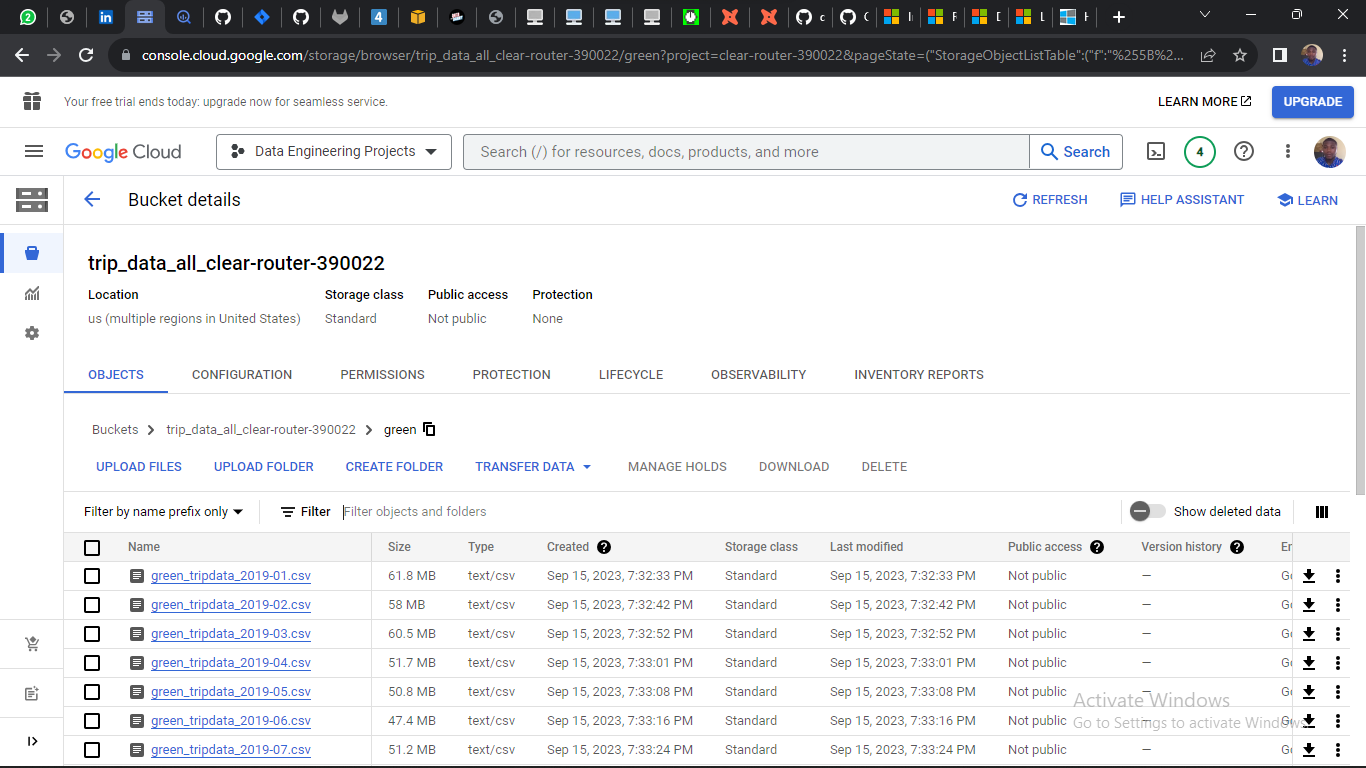 console.cloud.google.com/storage/browser/trip_data_all_clear-router-390022/green?project=clear-router-390022&pageState=("StorageObjectListTable":("f":"%255B%2...
Your free trial ends today: upgrade now for seamless service. LEARN MORE UPGRADE
Google Cloud Data Engineering Projects Search (/) for resources, docs, products, and more Search 4
Bucket details REFRESH HELP ASSISTANT LEARN
trip_data_all_clear-router-390022
Location Storage class Public access Protection
us (multiple regions in United States) Standard Not public None
OBJECTS CONFIGURATION PERMISSIONS PROTECTION LIFECYCLE OBSERVABILITY INVENTORY REPORTS
Buckets trip_data_all_clear-router-390022 green
UPLOAD FILES UPLOAD FOLDER CREATE FOLDER TRANSFER DATA MANAGE HOLDS DOWNLOAD DELETE
Filter by name prefix only Filter Filter objects and folders Show deleted data
Name Size Type Created Storage class Last modified Public access Version history
green_tripdata_2019-01.csv 61.8 MB text/csv Sep 15, 2023, 7:32:33 PM Standard Sep 15, 2023, 7:32:33 PM Not public —
green_tripdata_2019-02.csv 58 MB text/csv Sep 15, 2023, 7:32:42 PM Standard Sep 15, 2023, 7:32:42 PM Not public —
green_tripdata_2019-03.csv 60.5 MB text/csv Sep 15, 2023, 7:32:52 PM Standard Sep 15, 2023, 7:32:52 PM Not public —
green_tripdata_2019-04.csv 51.7 MB text/csv Sep 15, 2023, 7:33:01 PM Standard Sep 15, 2023, 7:33:01 PM Not public —
green_tripdata_2019-05.csv 50.8 MB text/csv Sep 15, 2023, 7:33:08 PM Standard Sep 15, 2023, 7:33:08 PM Not public —
Activate Windows
green_tripdata_2019-06.csv 47.4 MB text/csv Sep 15, 2023, 7:33:16 PM Standard Sep 15, 2023, 7:33:16 PM Not public —
Go to Settings to activate Windows.
green_tripdata_2019-07.csv 51.2 MB text/csv Sep 15, 2023, 7:33:24 PM Standard Sep 15, 2023, 7:33:24 PM Not public —